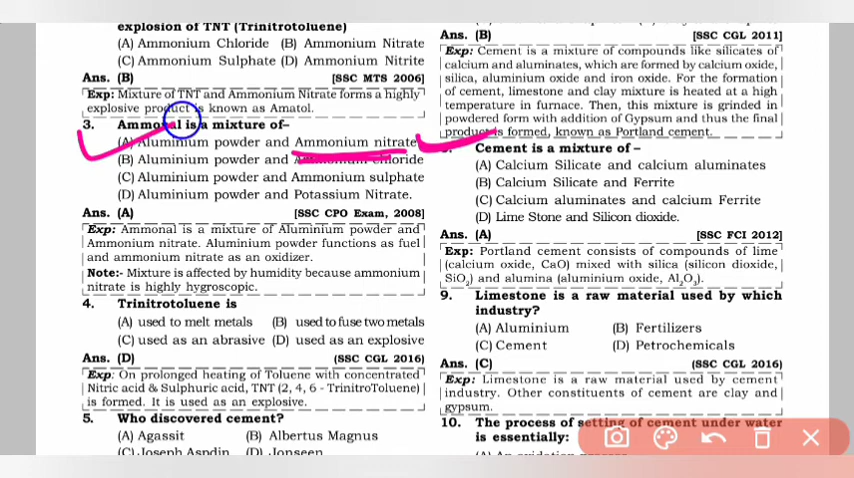 explosion of TNT (Trinitrotoluene)
(A) Ammonium Chloride (B) Ammonium Nitrate
(C) Ammonium Sulphate (D) Ammonium Nitrite
Ans. (B) [SSC MTS 2006]
Exp: Mixture of TNT and Ammonium Nitrate forms a highly
explosive product is known as Amatol.
3. Ammonal is a mixture of–
(A) Aluminium powder and Ammonium nitrate
(B) Aluminium powder and Ammonium chloride
(C) Aluminium powder and Ammonium sulphate
(D) Aluminium powder and Potassium Nitrate.
Ans. (A) [SSC CPO Exam, 2008]
Exp: Ammonal is a mixture of Aluminium powder and
Ammonium nitrate. Aluminium powder functions as fuel
and ammonium nitrate as an oxidizer.
Note:- Mixture is affected by humidity because ammonium
nitrate is highly hygroscopic.
4. Trinitrotoluene is
(A) used to melt metals (B) used to fuse two metals
(C) used as an abrasive (D) used as an explosive
Ans. (D) (SSC CGL 2016)
Exp: On prolonged heating of Toluene with concentrated
Nitric acid & Sulphuric acid, TNT (2, 4, 6 - TrinitroToluene)
is formed. It is used as an explosive.
5. Who discovered cement?
(A) Agassit (B) Albertus Magnus
(C) Joseph Aspdin (D) Jonseen
Ans. (B) [SSC CGL 2011]
Exp: Cement is a mixture of compounds like silicates of
calcium and aluminates, which are formed by calcium oxide,
silica, aluminium oxide and iron oxide. For the formation
of cement, limestone and clay mixture is heated at a high
temperature in furnace. Then, this mixture is grinded in
powdered form with addition of Gypsum and thus the final
product is formed, known as Portland cement.
Cement is a mixture of –
(A) Calcium Silicate and calcium aluminates
(B) Calcium Silicate and Ferrite
(C) Calcium aluminates and calcium Ferrite
(D) Lime Stone and Silicon dioxide.
Ans. (A) [SSC FCI 2012]
Exp: Portland cement consists of compounds of lime
(calcium oxide, CaO) mixed with silica (silicon dioxide,
SiO₂) and alumina (aluminium oxide, Al₂O₃).
9. Limestone is a raw material used by which
industry?
(A) Aluminium (B) Fertilizers
(C) Cement (D) Petrochemicals
Ans. (C) (SSC CGL 2016)
Exp: Limestone is a raw material used by cement
industry. Other constituents of cement are clay and
gypsum.
10. The process of setting of cement under water
is essentially: